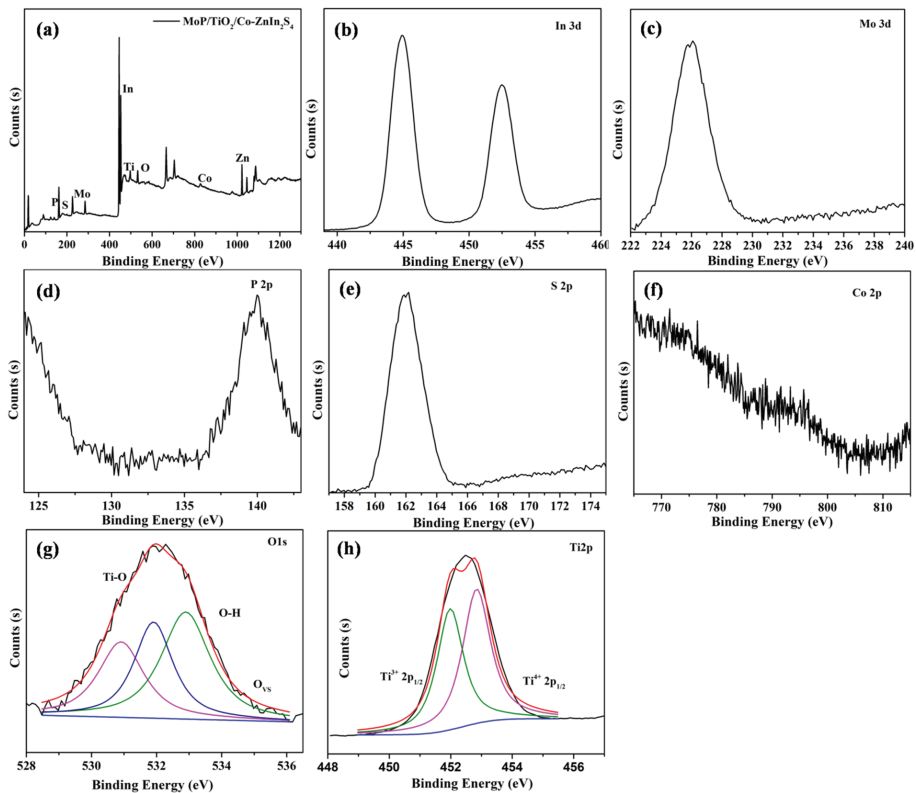 (a)
MoP/TiO₂/Co-ZnIn₂S₄
In
Ti
O
P
S
Mo
Co
Zn
Counts (s)
0 200 400 600 800 1000 1200
Binding Energy (eV)
(b)
In 3d
Counts (s)
440 445 450 455 460
Binding Energy (eV)
(c)
Mo 3d
Counts (s)
222 224 226 228 230 232 234 236 238 240
Binding Energy (eV)
(d)
P 2p
Counts (s)
125 130 135 140
Binding Energy (eV)
(e)
S 2p
Counts (s)
158 160 162 164 166 168 170 172 174
Binding Energy (eV)
(f)
Co 2p
Counts (s)
770 780 790 800 810
Binding Energy (eV)
(g)
O1s
Ti-O
O-H
O_VS
Counts (s)
528 530 532 534 536
Binding Energy (eV)
(h)
Ti2p
Ti³⁺ 2p₁/₂
Ti⁴⁺ 2p₁/₂
Counts (s)
448 450 452 454 456
Binding Energy (eV)